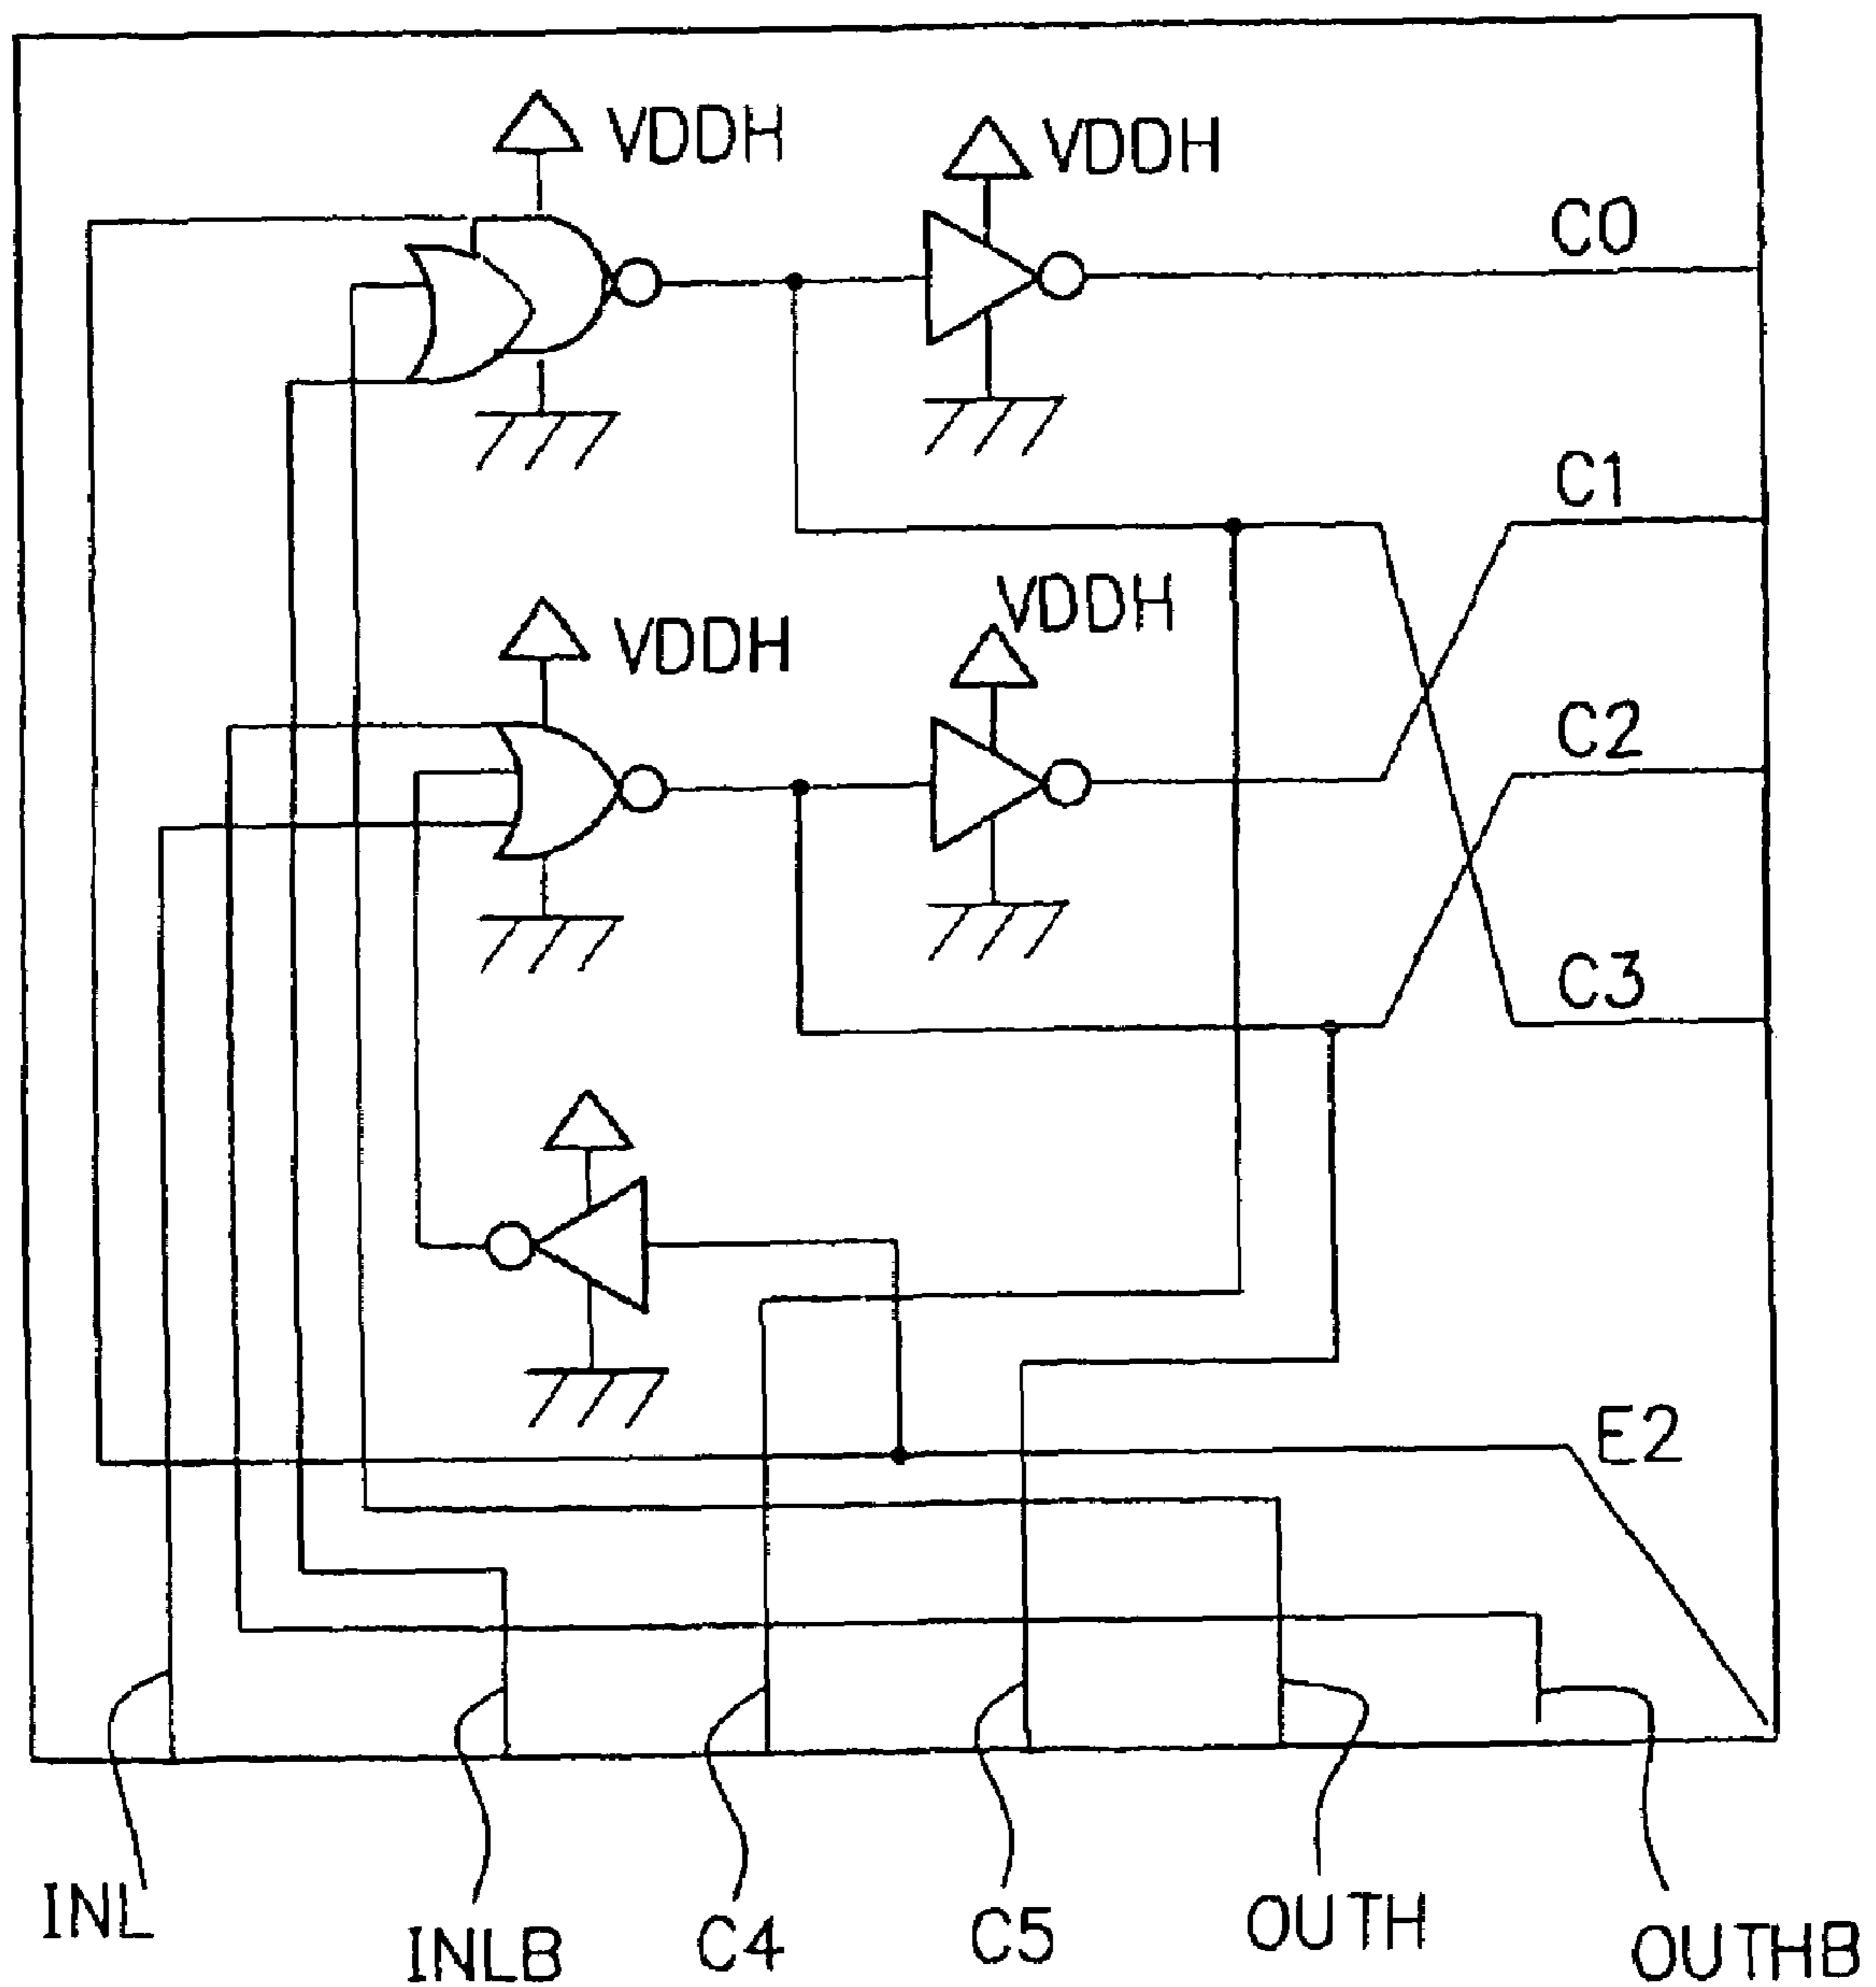 VDDH
VDDH
C0
C1
VDDH
VDDH
C2
C3
E2
INL
INLB
C4
C5
OUTH
OUTHB